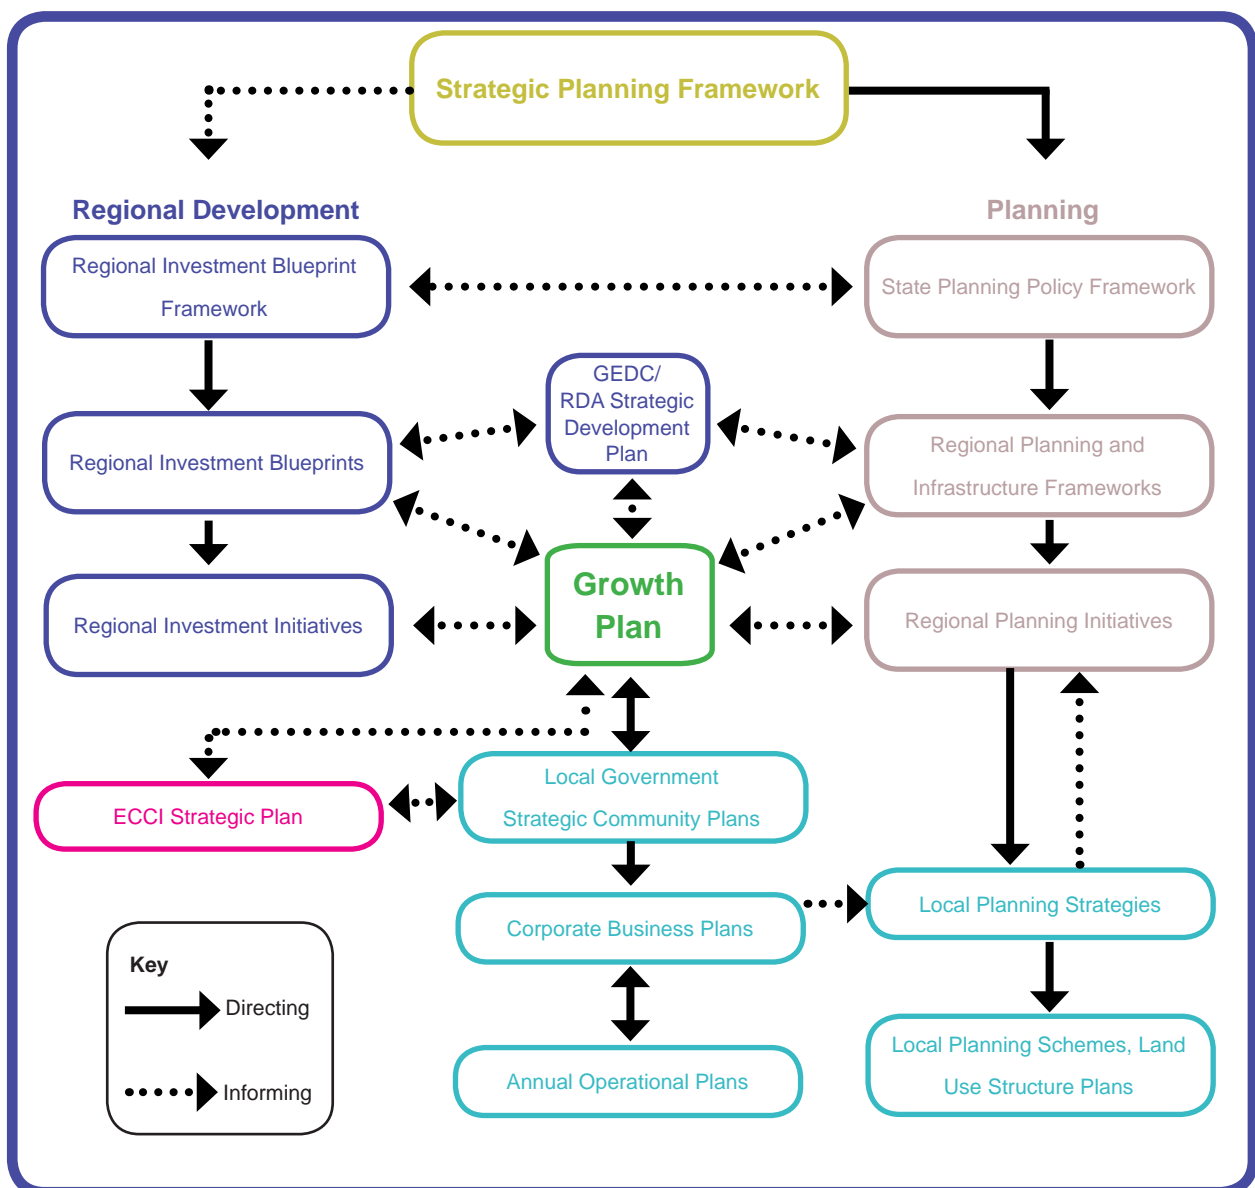 Strategic Planning Framework
Regional Development
Planning
Regional Investment Blueprint
Framework
State Planning Policy Framework
GEDC/
RDA Strategic
Development
Plan
Regional Investment Blueprints
Regional Planning and
Infrastructure Frameworks
Growth
Plan
Regional Investment Initiatives
Regional Planning Initiatives
ECCI Strategic Plan
Local Government
Strategic Community Plans
Corporate Business Plans
Local Planning Strategies
Annual Operational Plans
Local Planning Schemes, Land
Use Structure Plans
Key
Directing
Informing